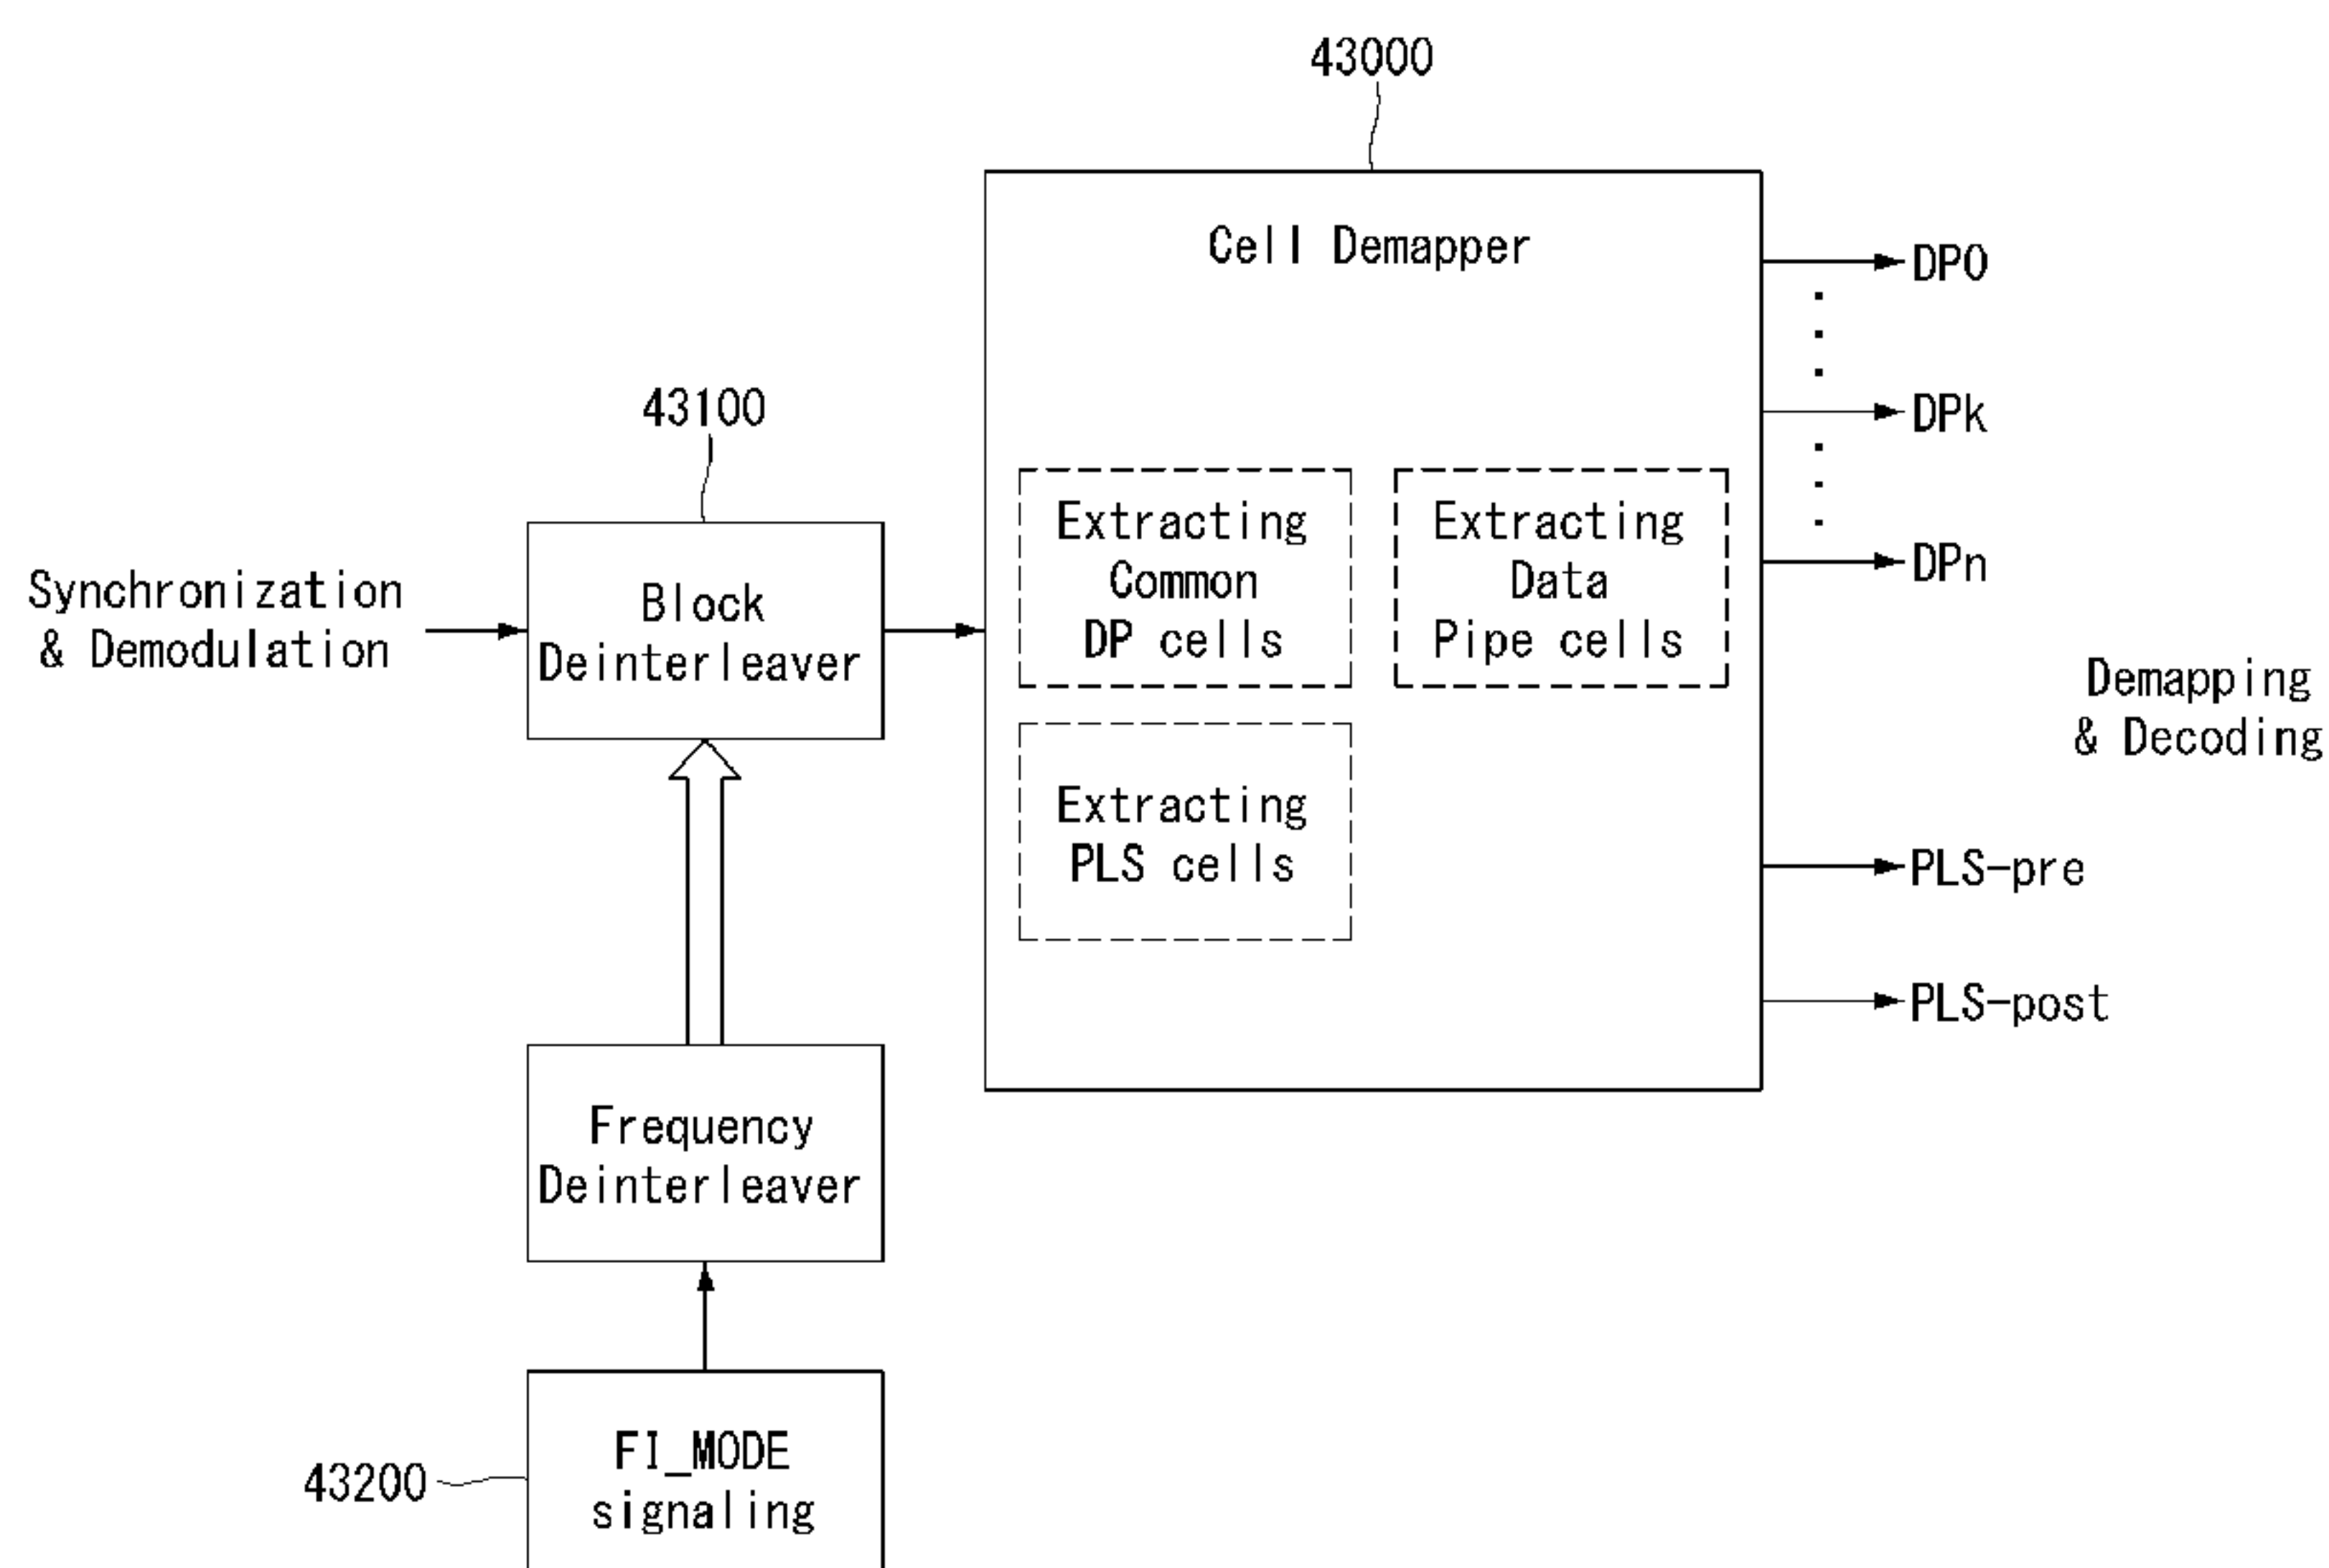 43000
Cell Demapper
DP0
DPk
DPn
43100
Synchronization
& Demodulation
Block
Deinterleaver
Extracting
Common
DP cells
Extracting
Data
Pipe cells
Demapping
& Decoding
Extracting
PLS cells
PLS-pre
PLS-post
Frequency
Deinterleaver
43200
FI_MODE
signaling